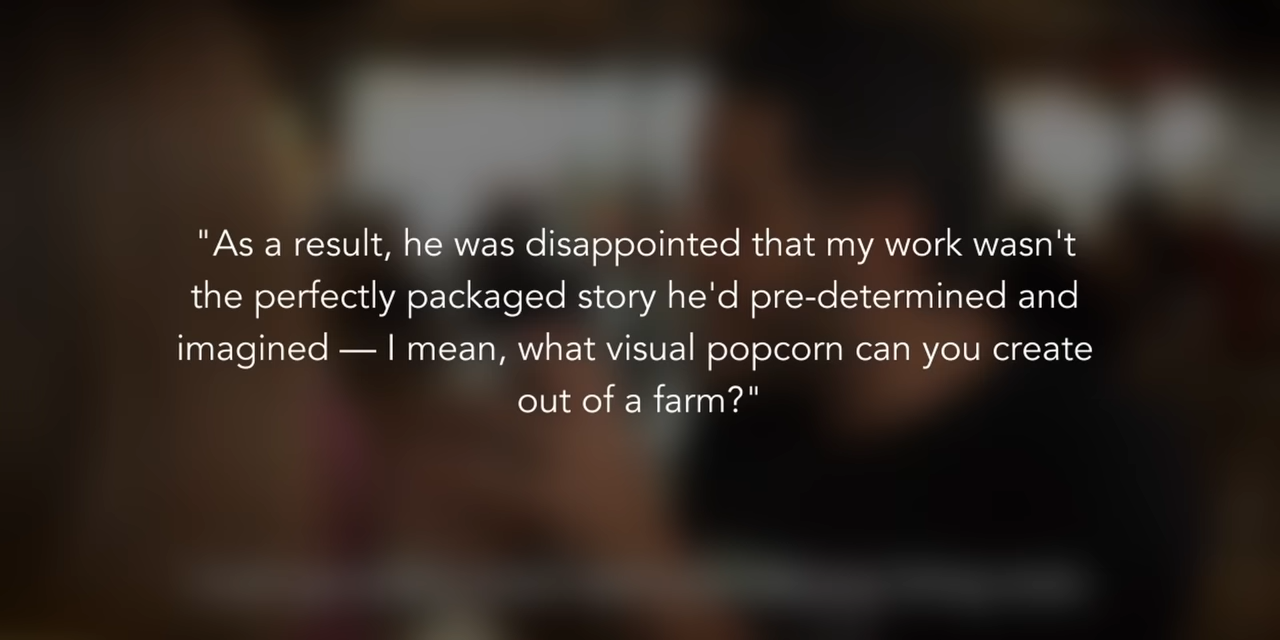 "As a result, he was disappointed that my work wasn't
the perfectly packaged story he'd pre-determined and
imagined — I mean, what visual popcorn can you create
out of a farm?"